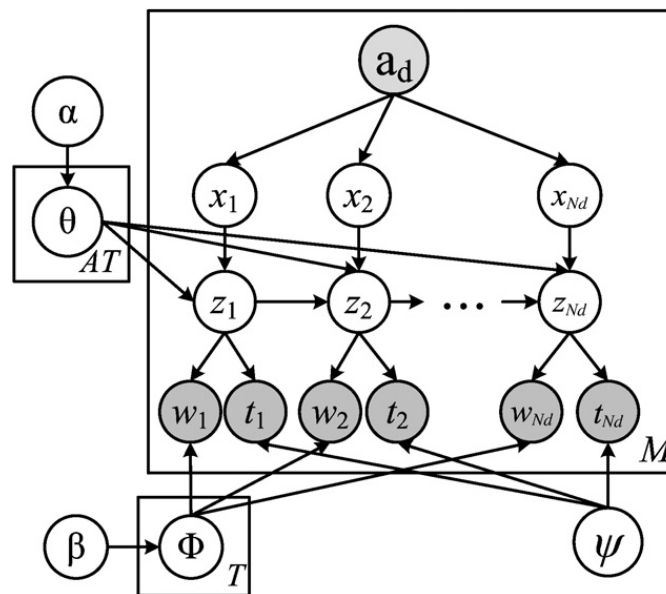 a_d
α
x_1 x_2 x_Nd
θ
AT
z_1 z_2 ... z_Nd
w_1 t_1 w_2 t_2 w_Nd t_Nd
M
β Φ T ψ